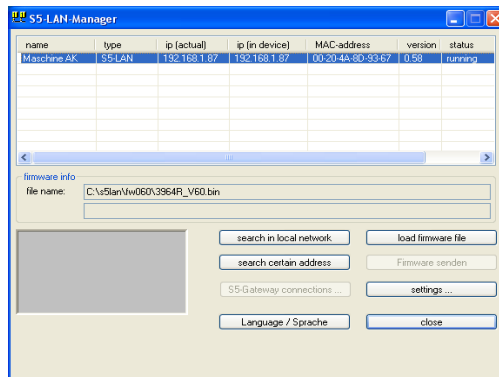 S5-LAN-Manager
name type ip (actual) ip (in device) MAC-address version status
Maschine AK S5-LAN 192.168.1.87 192.168.1.87 00-20-4A-8D-93-67 0.58 running
firmware info
file name: C:\s5lan\fw060\3964R_V60.bin
search in local network load firmware file
search certain address Firmware senden
S5-Gateway connections ... settings ...
Language / Sprache close